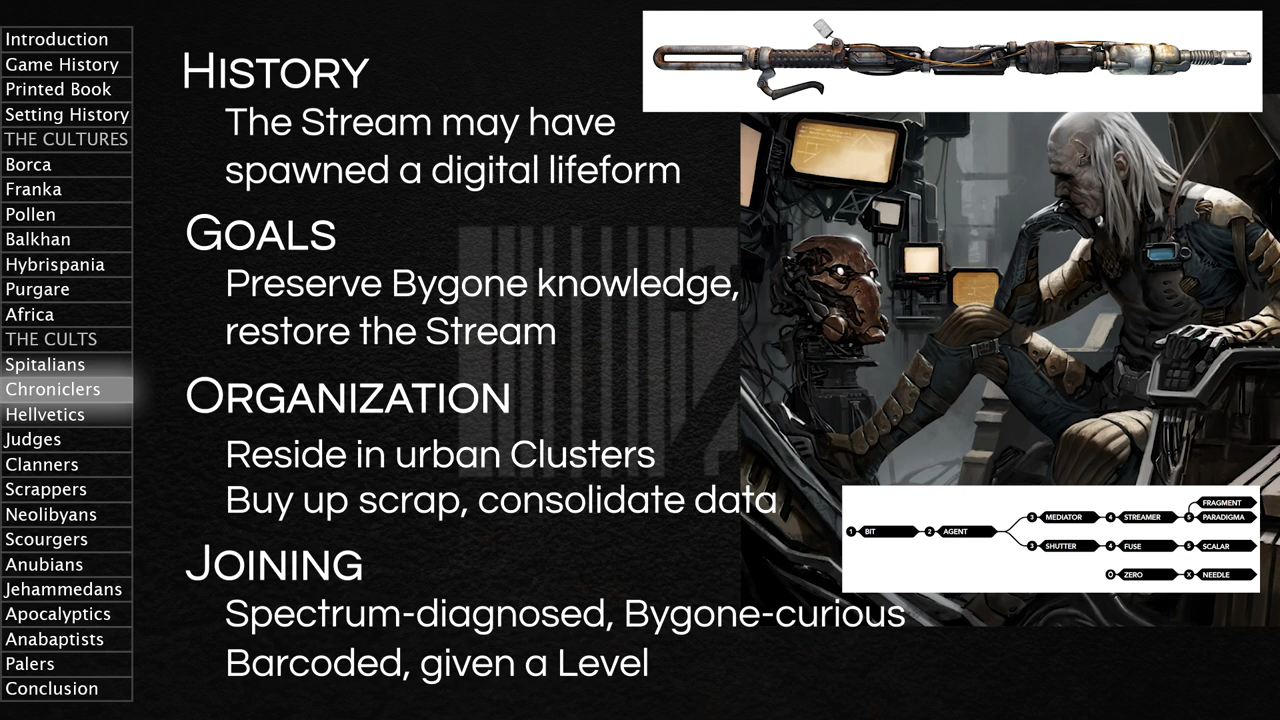 Introduction
Game History
Printed Book
Setting History
THE CULTURES
Borca
Franka
Pollen
Balkhan
Hybrispania
Purgare
Africa
THE CULTS
Spitalians
Chroniclers
Hellvetics
Judges
Clanners
Scrappers
Neolibyans
Scourgers
Anubians
Jehammedans
Apocalyptics
Anabaptists
Palers
Conclusion
HISTORY
The Stream may have
spawned a digital lifeform
GOALS
Preserve Bygone knowledge,
restore the Stream
ORGANIZATION
Reside in urban Clusters
Buy up scrap, consolidate data
JOINING
Spectrum-diagnosed, Bygone-curious
Barcoded, given a Level
FRAGMENT
1 BIT 2 AGENT 3 MEDIATOR 4 STREAMER 5 PARADIGMA
3 SHUTTER 4 FUSE 5 SCALAR
0 ZERO X NEEDLE